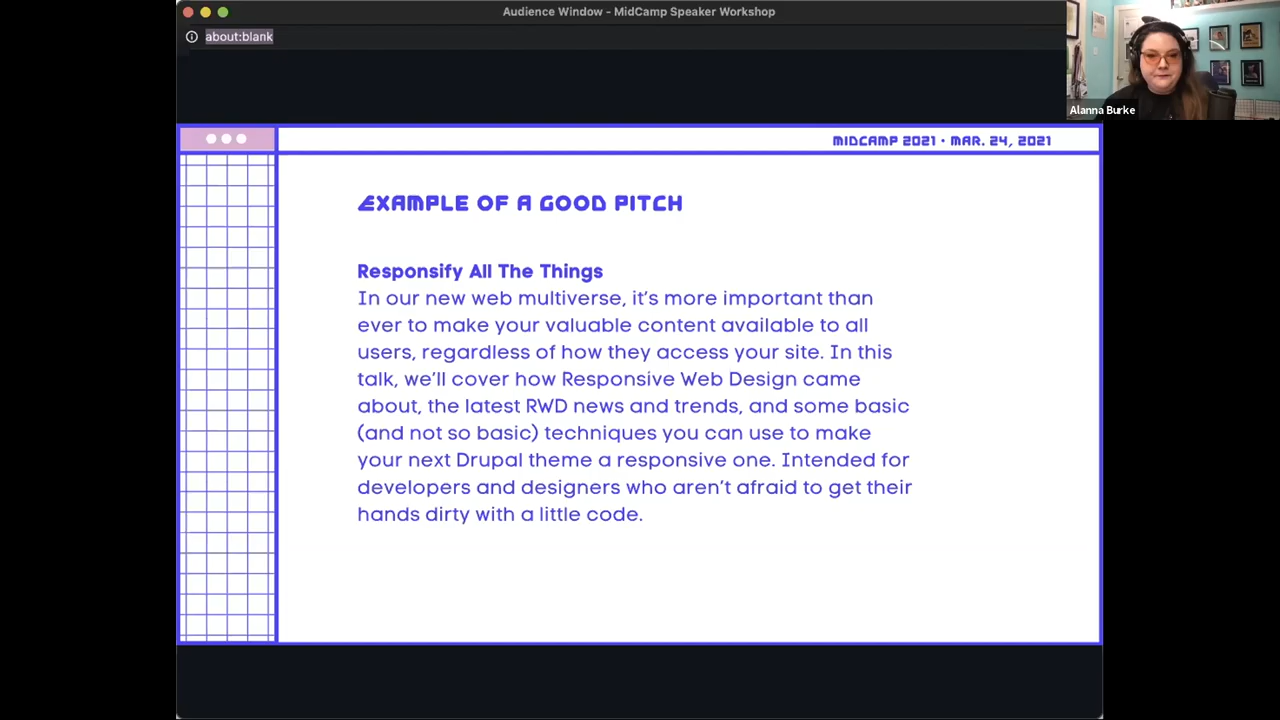 Audience Window - MidCamp Speaker Workshop
about:blank
Alanna Burke
MIDCAMP 2021 • MAR. 24, 2021
EXAMPLE OF A GOOD PITCH
Responsify All The Things
In our new web multiverse, it's more important than
ever to make your valuable content available to all
users, regardless of how they access your site. In this
talk, we'll cover how Responsive Web Design came
about, the latest RWD news and trends, and some basic
(and not so basic) techniques you can use to make
your next Drupal theme a responsive one. Intended for
developers and designers who aren't afraid to get their
hands dirty with a little code.